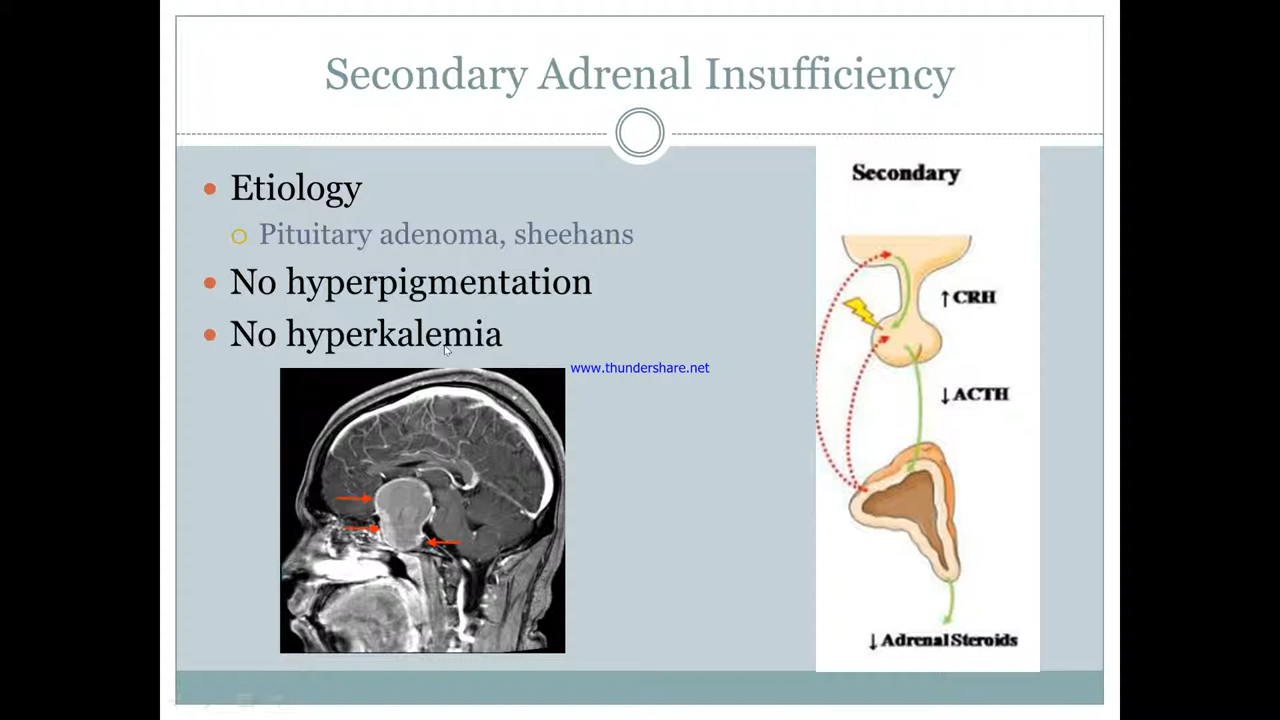 Secondary Adrenal Insufficiency
Etiology
Pituitary adenoma, sheehans
No hyperpigmentation
No hyperkalemia
www.thundershare.net
Secondary
↑ CRH
↓ ACTH
↓ Adrenal Steroids